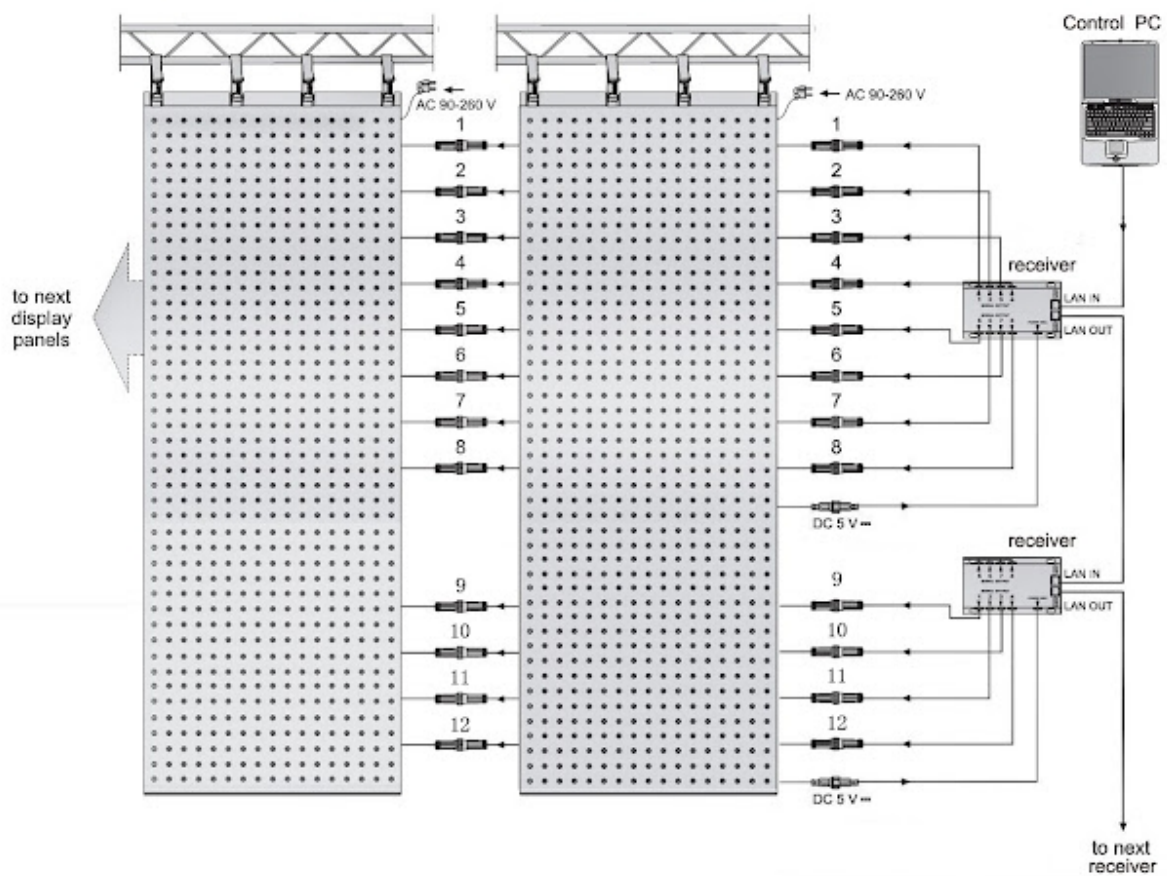 Control PC
AC 90-260 V
AC 90-260 V
1
2
3
4
5
6
7
8
9
10
11
12
1
2
3
4
5
6
7
8
DC 5 V
9
10
11
12
DC 5 V
to next
display
panels
receiver
LAN IN
LAN OUT
receiver
LAN IN
LAN OUT
to next
receiver